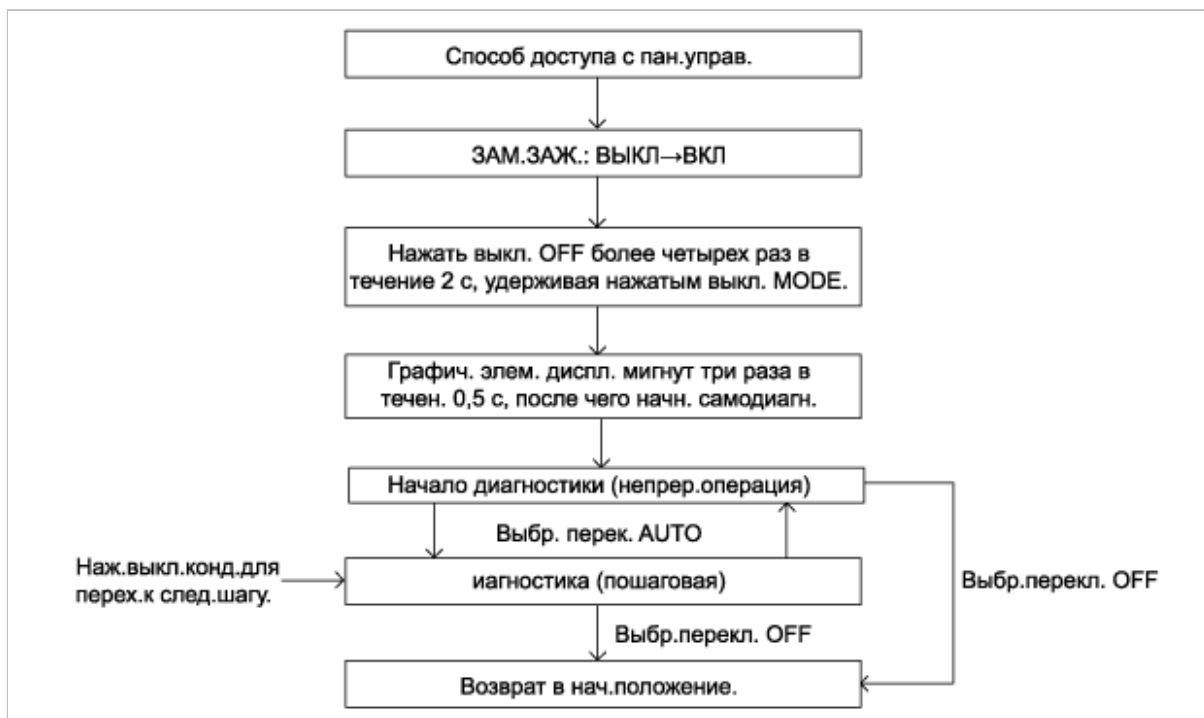 Способ доступа с пан.управ.
ЗАМ.ЗАЖ.: ВЫКЛ→ВКЛ
Нажать выкл. OFF более четырех раз в
течение 2 с, удерживая нажатым выкл. MODE.
Графич. элем. диспл. мигнут три раза в
течен. 0,5 с, после чего начн. самодиагн.
Начало диагностики (непрер.операция)
Выбр. перек. AUTO
Наж.выкл.конд.для
перех.к след.шагу.
иагностика (пошаговая)
Выбр.перекл. OFF
Выбр.перекл. OFF
Возврат в нач.положение.